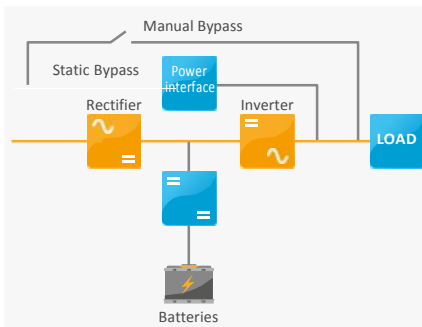 Manual Bypass
Static Bypass
Power
interface
Rectifier
Inverter
LOAD
Batteries